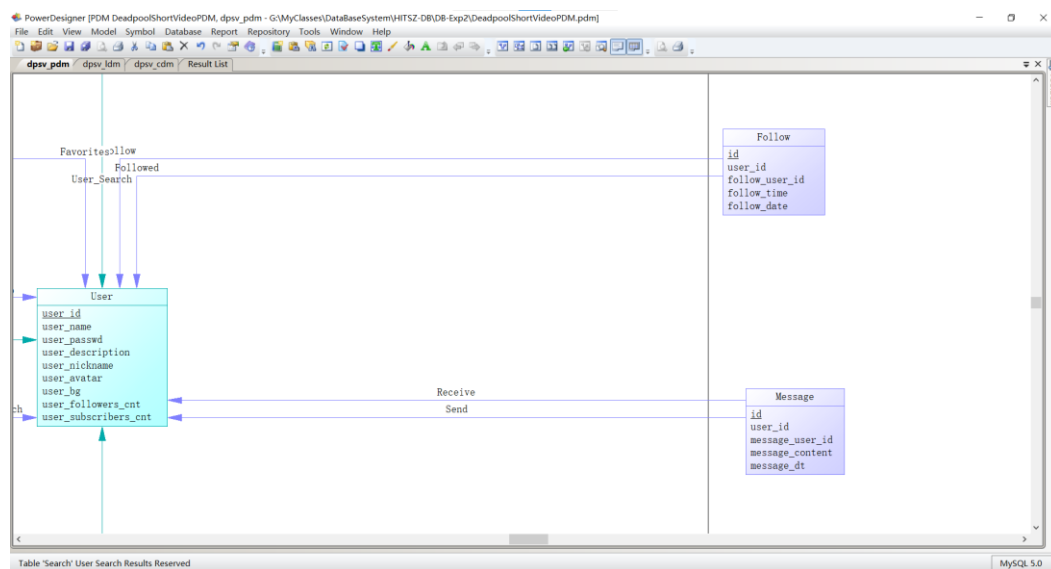 PowerDesigner [PDM DeadpoolShortVideoPDM, dpsv_pdm - G:\MyClasses\DataBaseSystem\HITSZ-DB\DB-Exp2\DeadpoolShortVideoPDM.pdm]
File Edit View Model Symbol Database Report Repository Tools Window Help
dpsv_pdm dpsv_ldm dpsv_cdm Result List
Follow
id
user_id
follow_user_id
follow_time
follow_date
Favorites
ollow
Followed
User_Search
User
user_id
user_name
user_passwd
user_description
user_nickname
user_avatar
user_bg
user_followers_cnt
user_subscribers_cnt
ch
Receive
Send
Message
id
user_id
message_user_id
message_content
message_dt
Table 'Search' User Search Results Reserved
MySQL 5.0